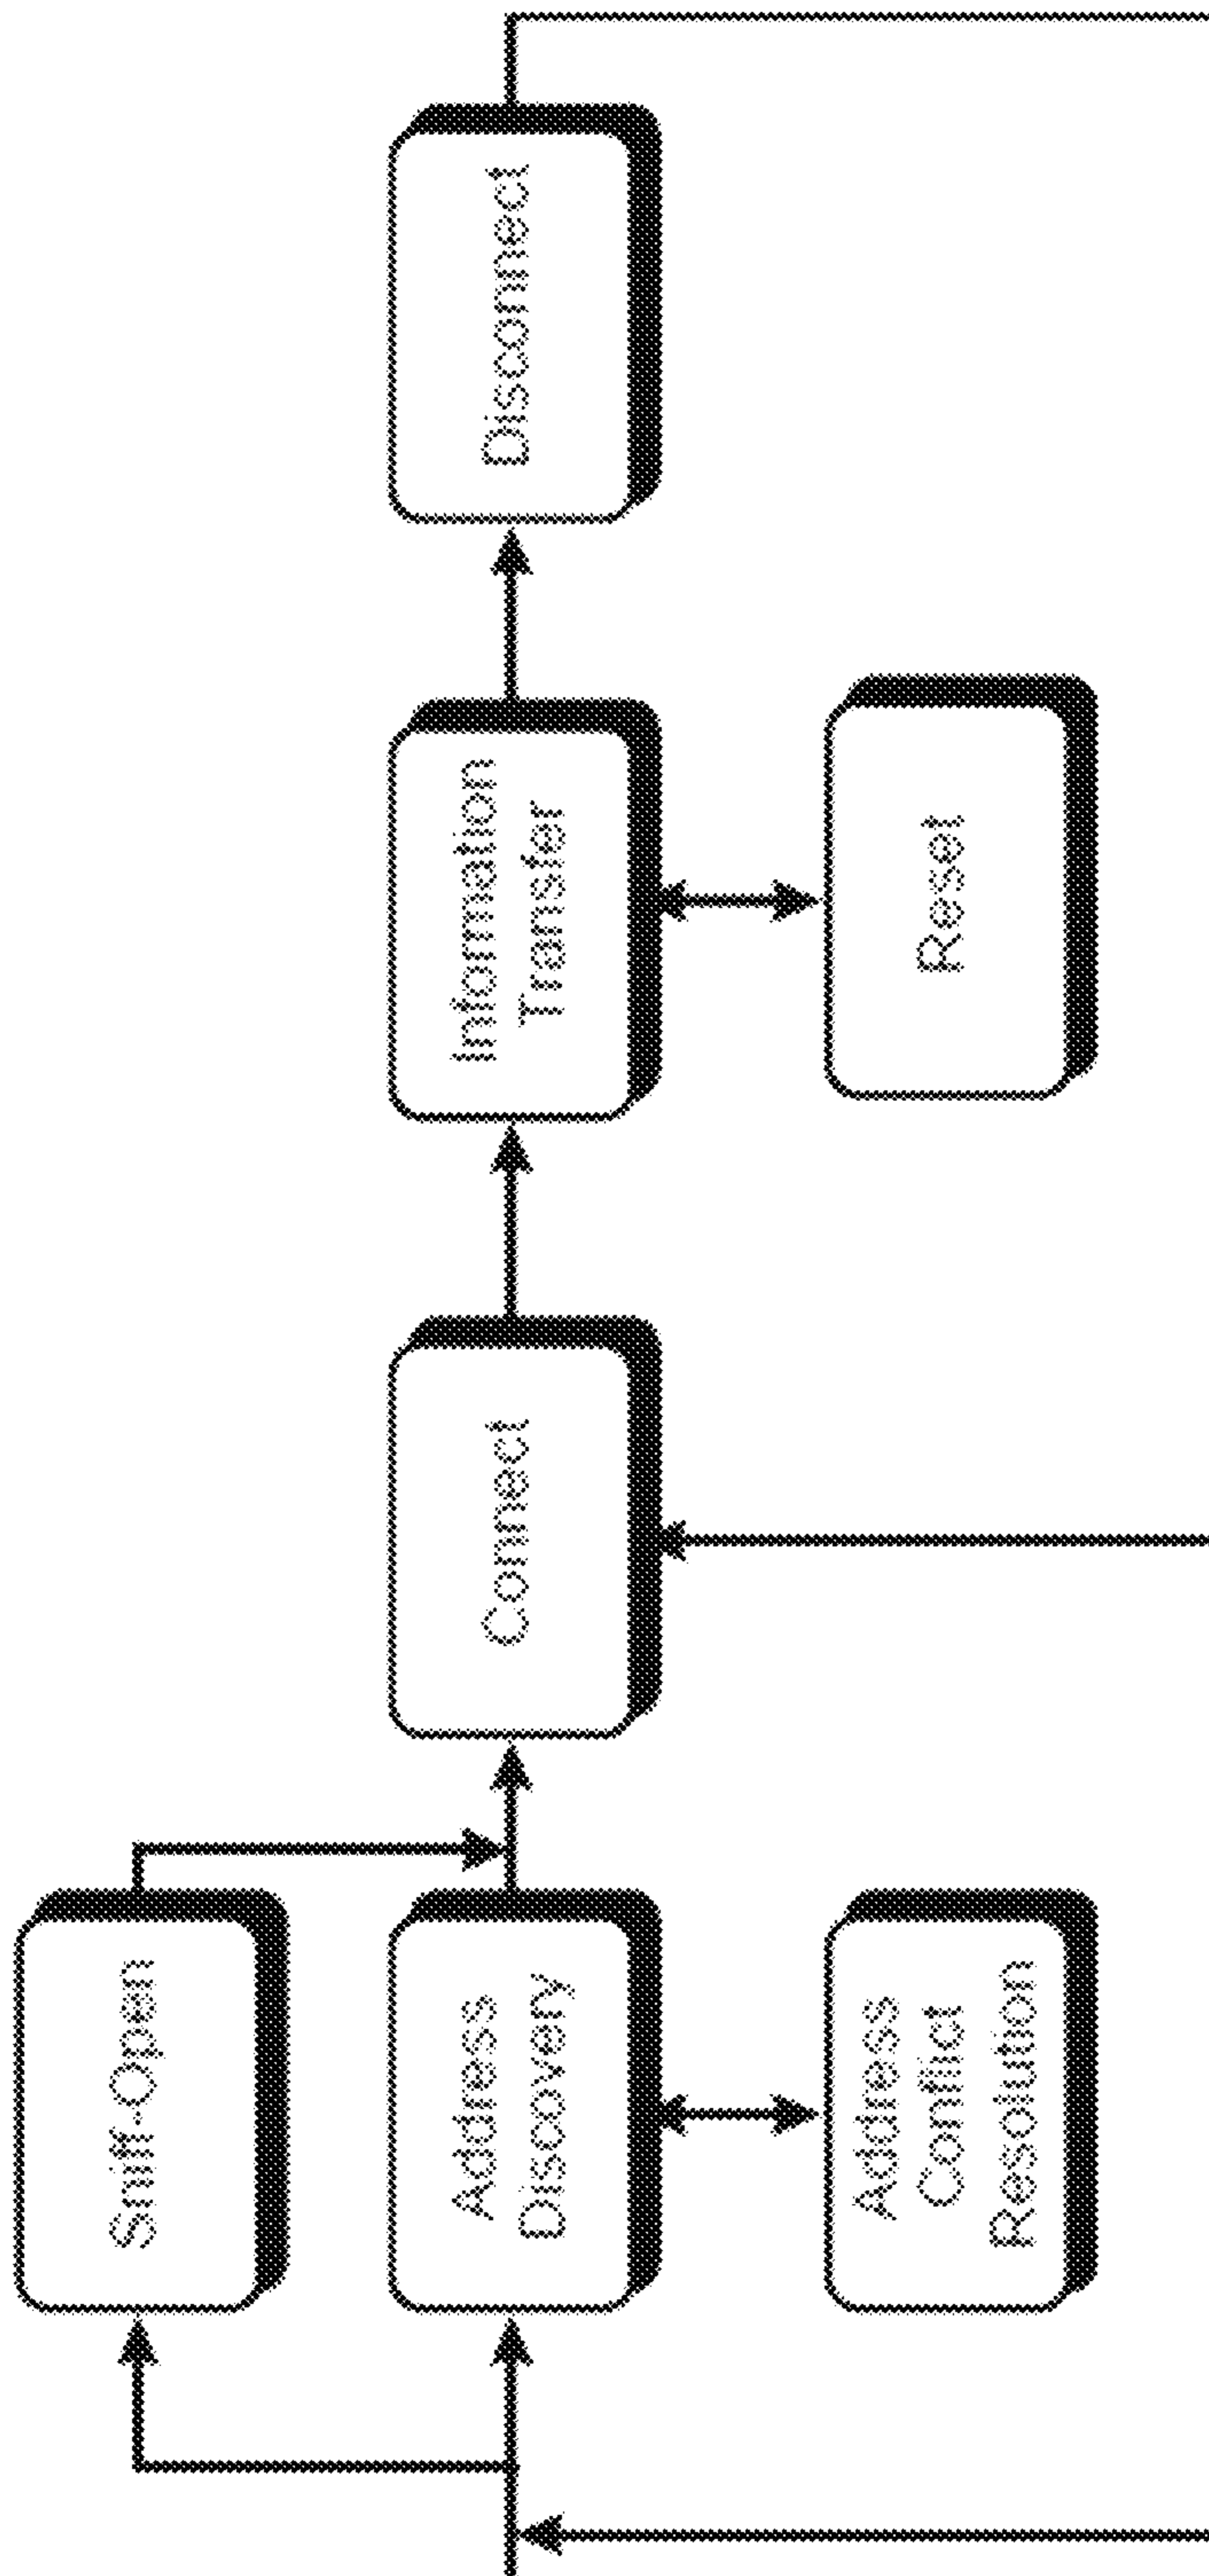 Sniff-Open
Address
Discovery
Address
Conflict
Resolution
Connect
Information
Transfer
Reset
Disconnect